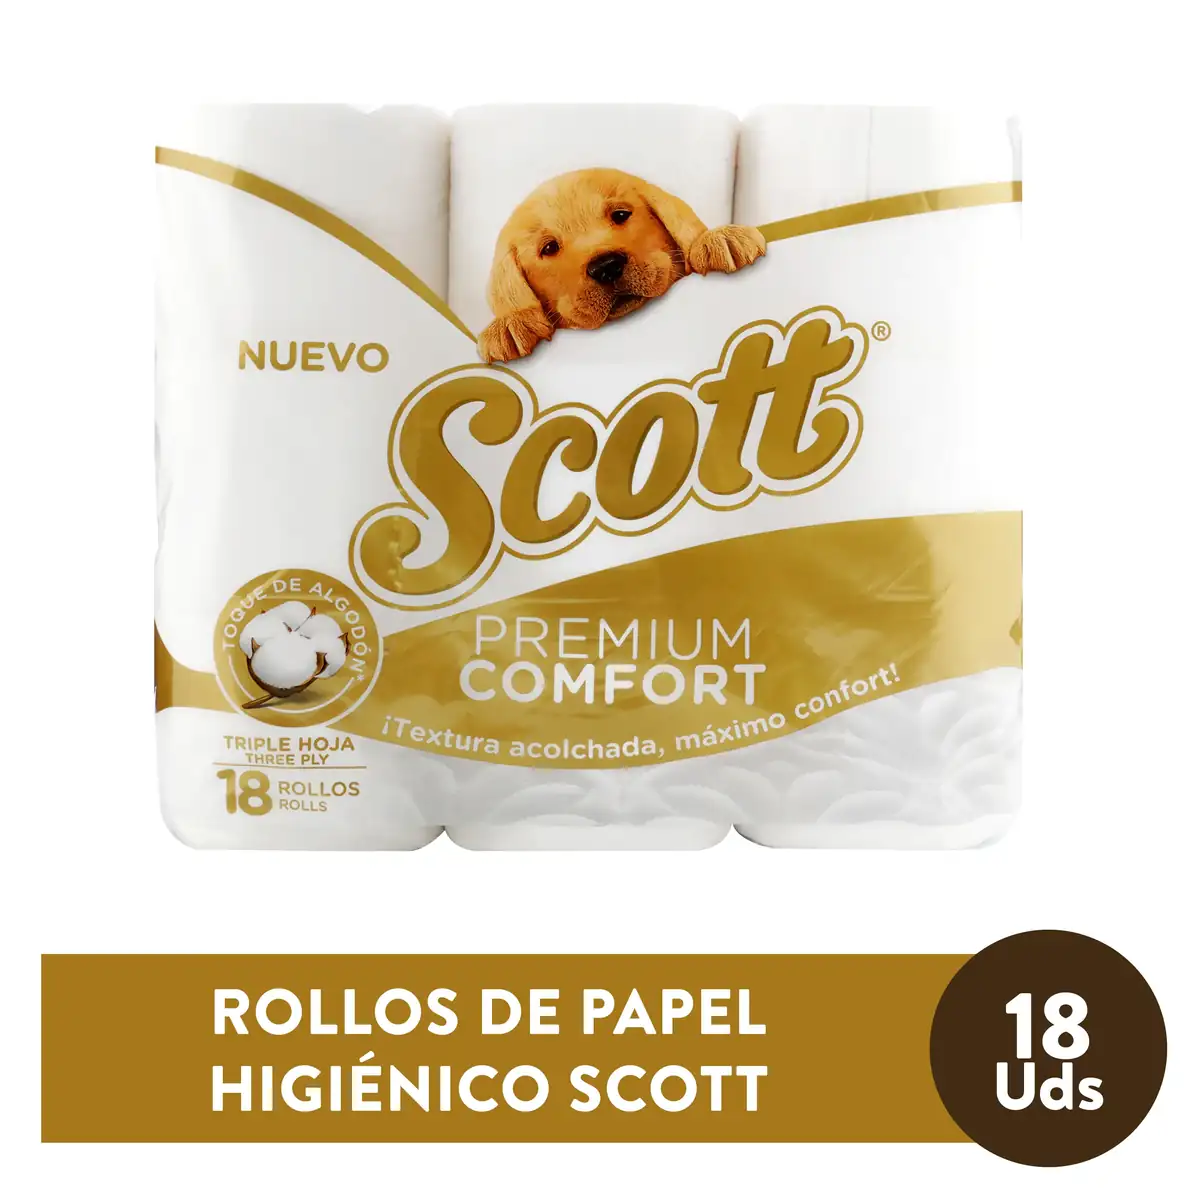 NUEVO
Scott®
TOQUE DE ALGODÓN*
PREMIUM
COMFORT
¡Textura acolchada, máximo confort!
TRIPLE HOJA
THREE PLY
18 ROLLOS
ROLLS
ROLLOS DE PAPEL
HIGIÉNICO SCOTT
18
Uds